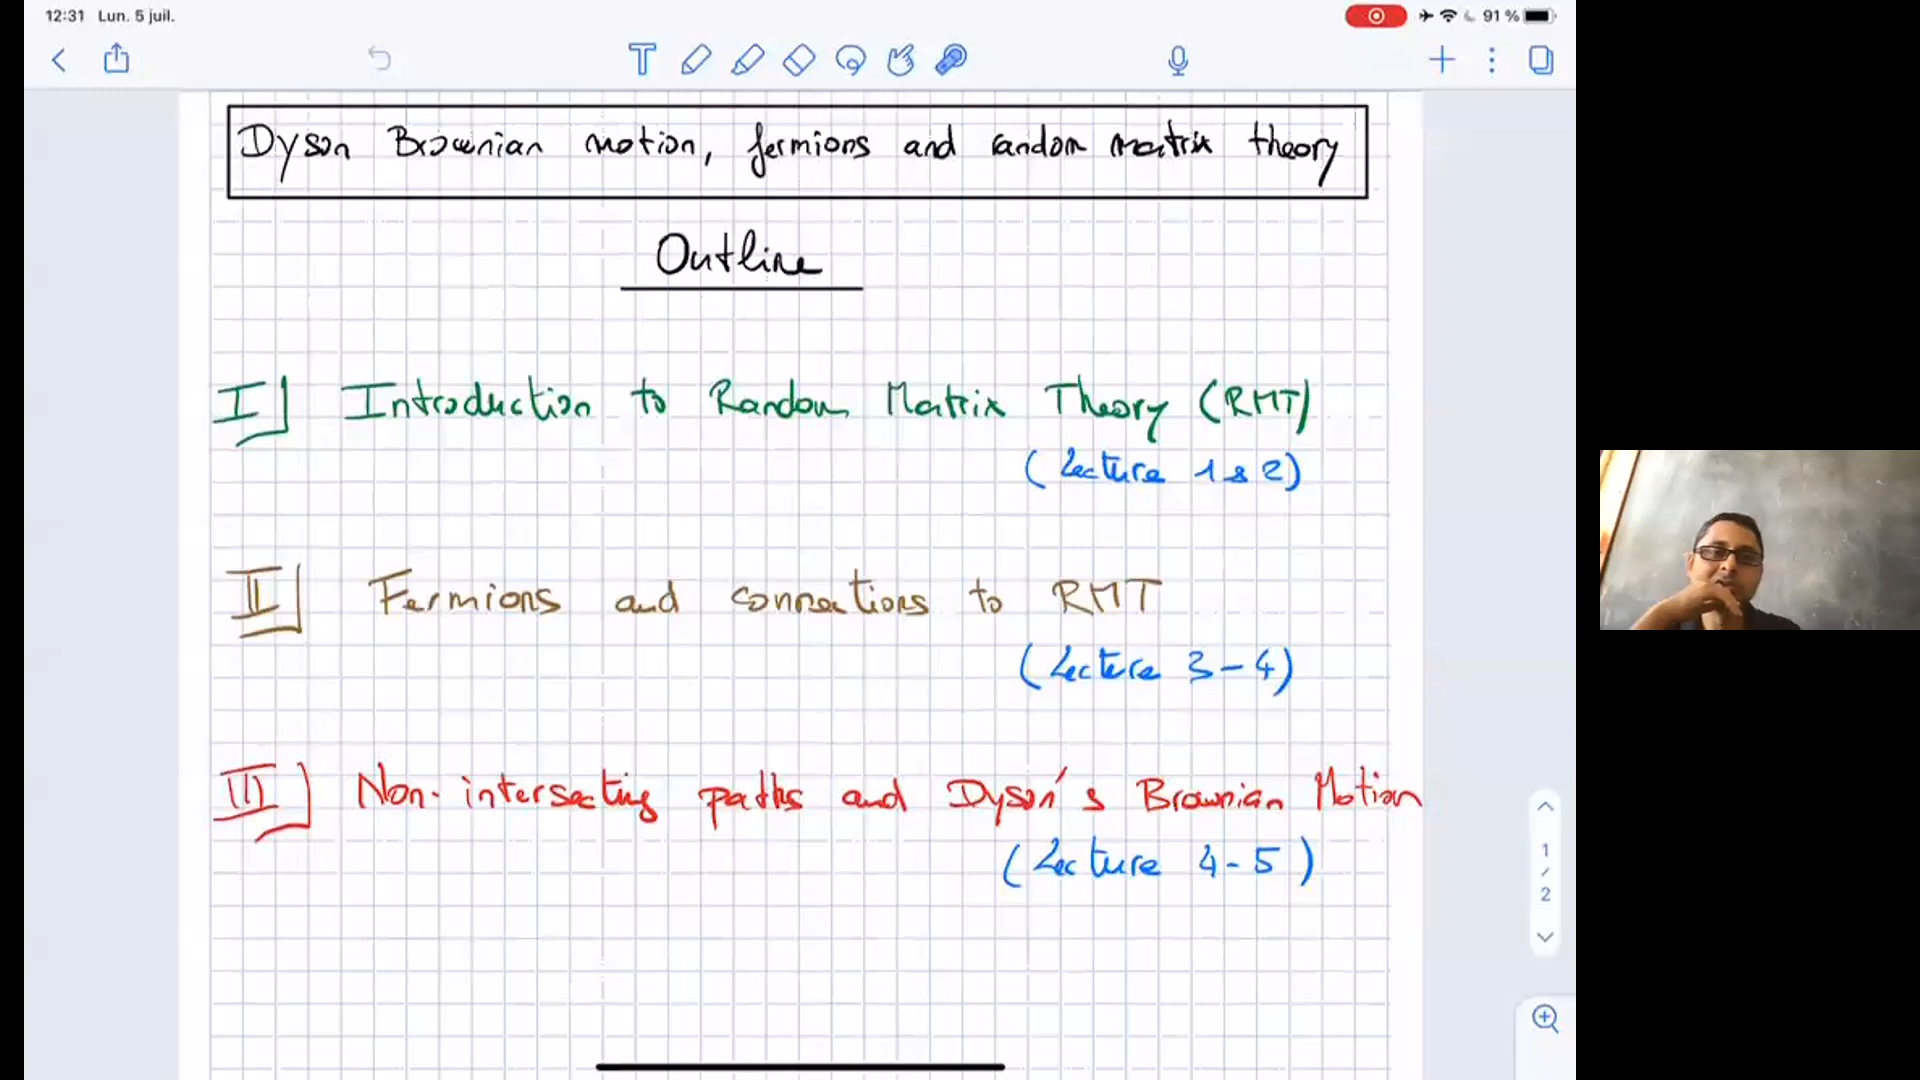 12:31 Lun. 5 juil.
91 %
Dyson Brownian motion, fermions and random matrix theory
Outline
I] Introduction to Random Matrix Theory (RMT)
(Lecture 1 & 2)
II] Fermions and connections to RMT
(Lecture 3-4)
III] Non-intersecting paths and Dyson's Brownian Motion
(Lecture 4-5)
1
/
2